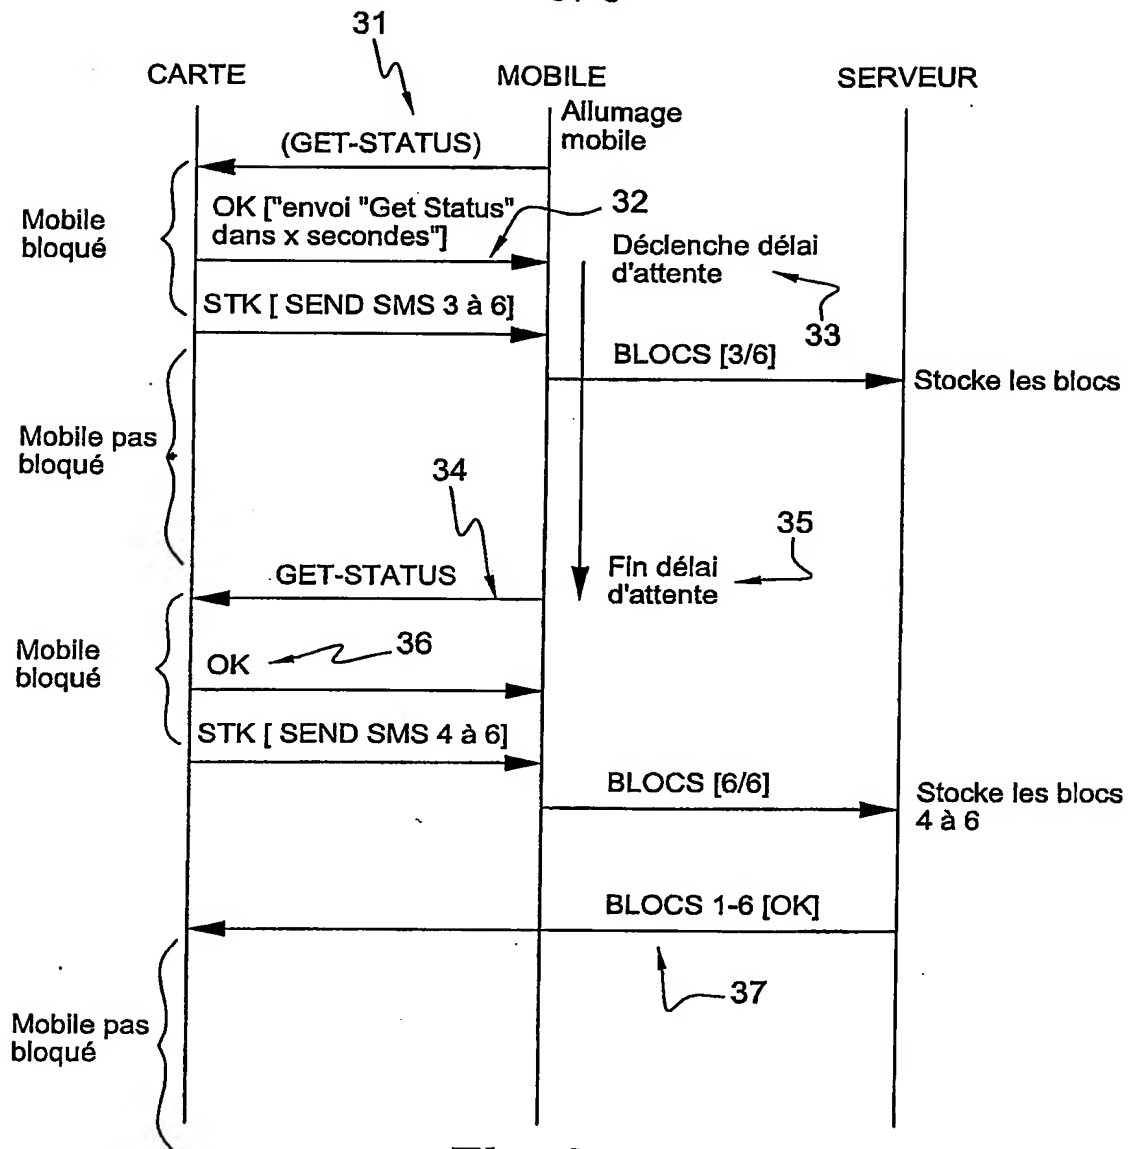 31
CARTE
MOBILE
SERVEUR
Allumage
mobile
(GET-STATUS)
Mobile
bloqué
OK ["envoi "Get Status"
dans x secondes"]
32
Déclenche délai
d'attente
33
STK [ SEND SMS 3 à 6]
BLOCS [3/6]
Stocke les blocs
Mobile pas
bloqué
34
35
GET-STATUS
Fin délai
d'attente
Mobile
bloqué
OK
36
STK [ SEND SMS 4 à 6]
BLOCS [6/6]
Stocke les blocs
4 à 6
BLOCS 1-6 [OK]
37
Mobile pas
bloqué